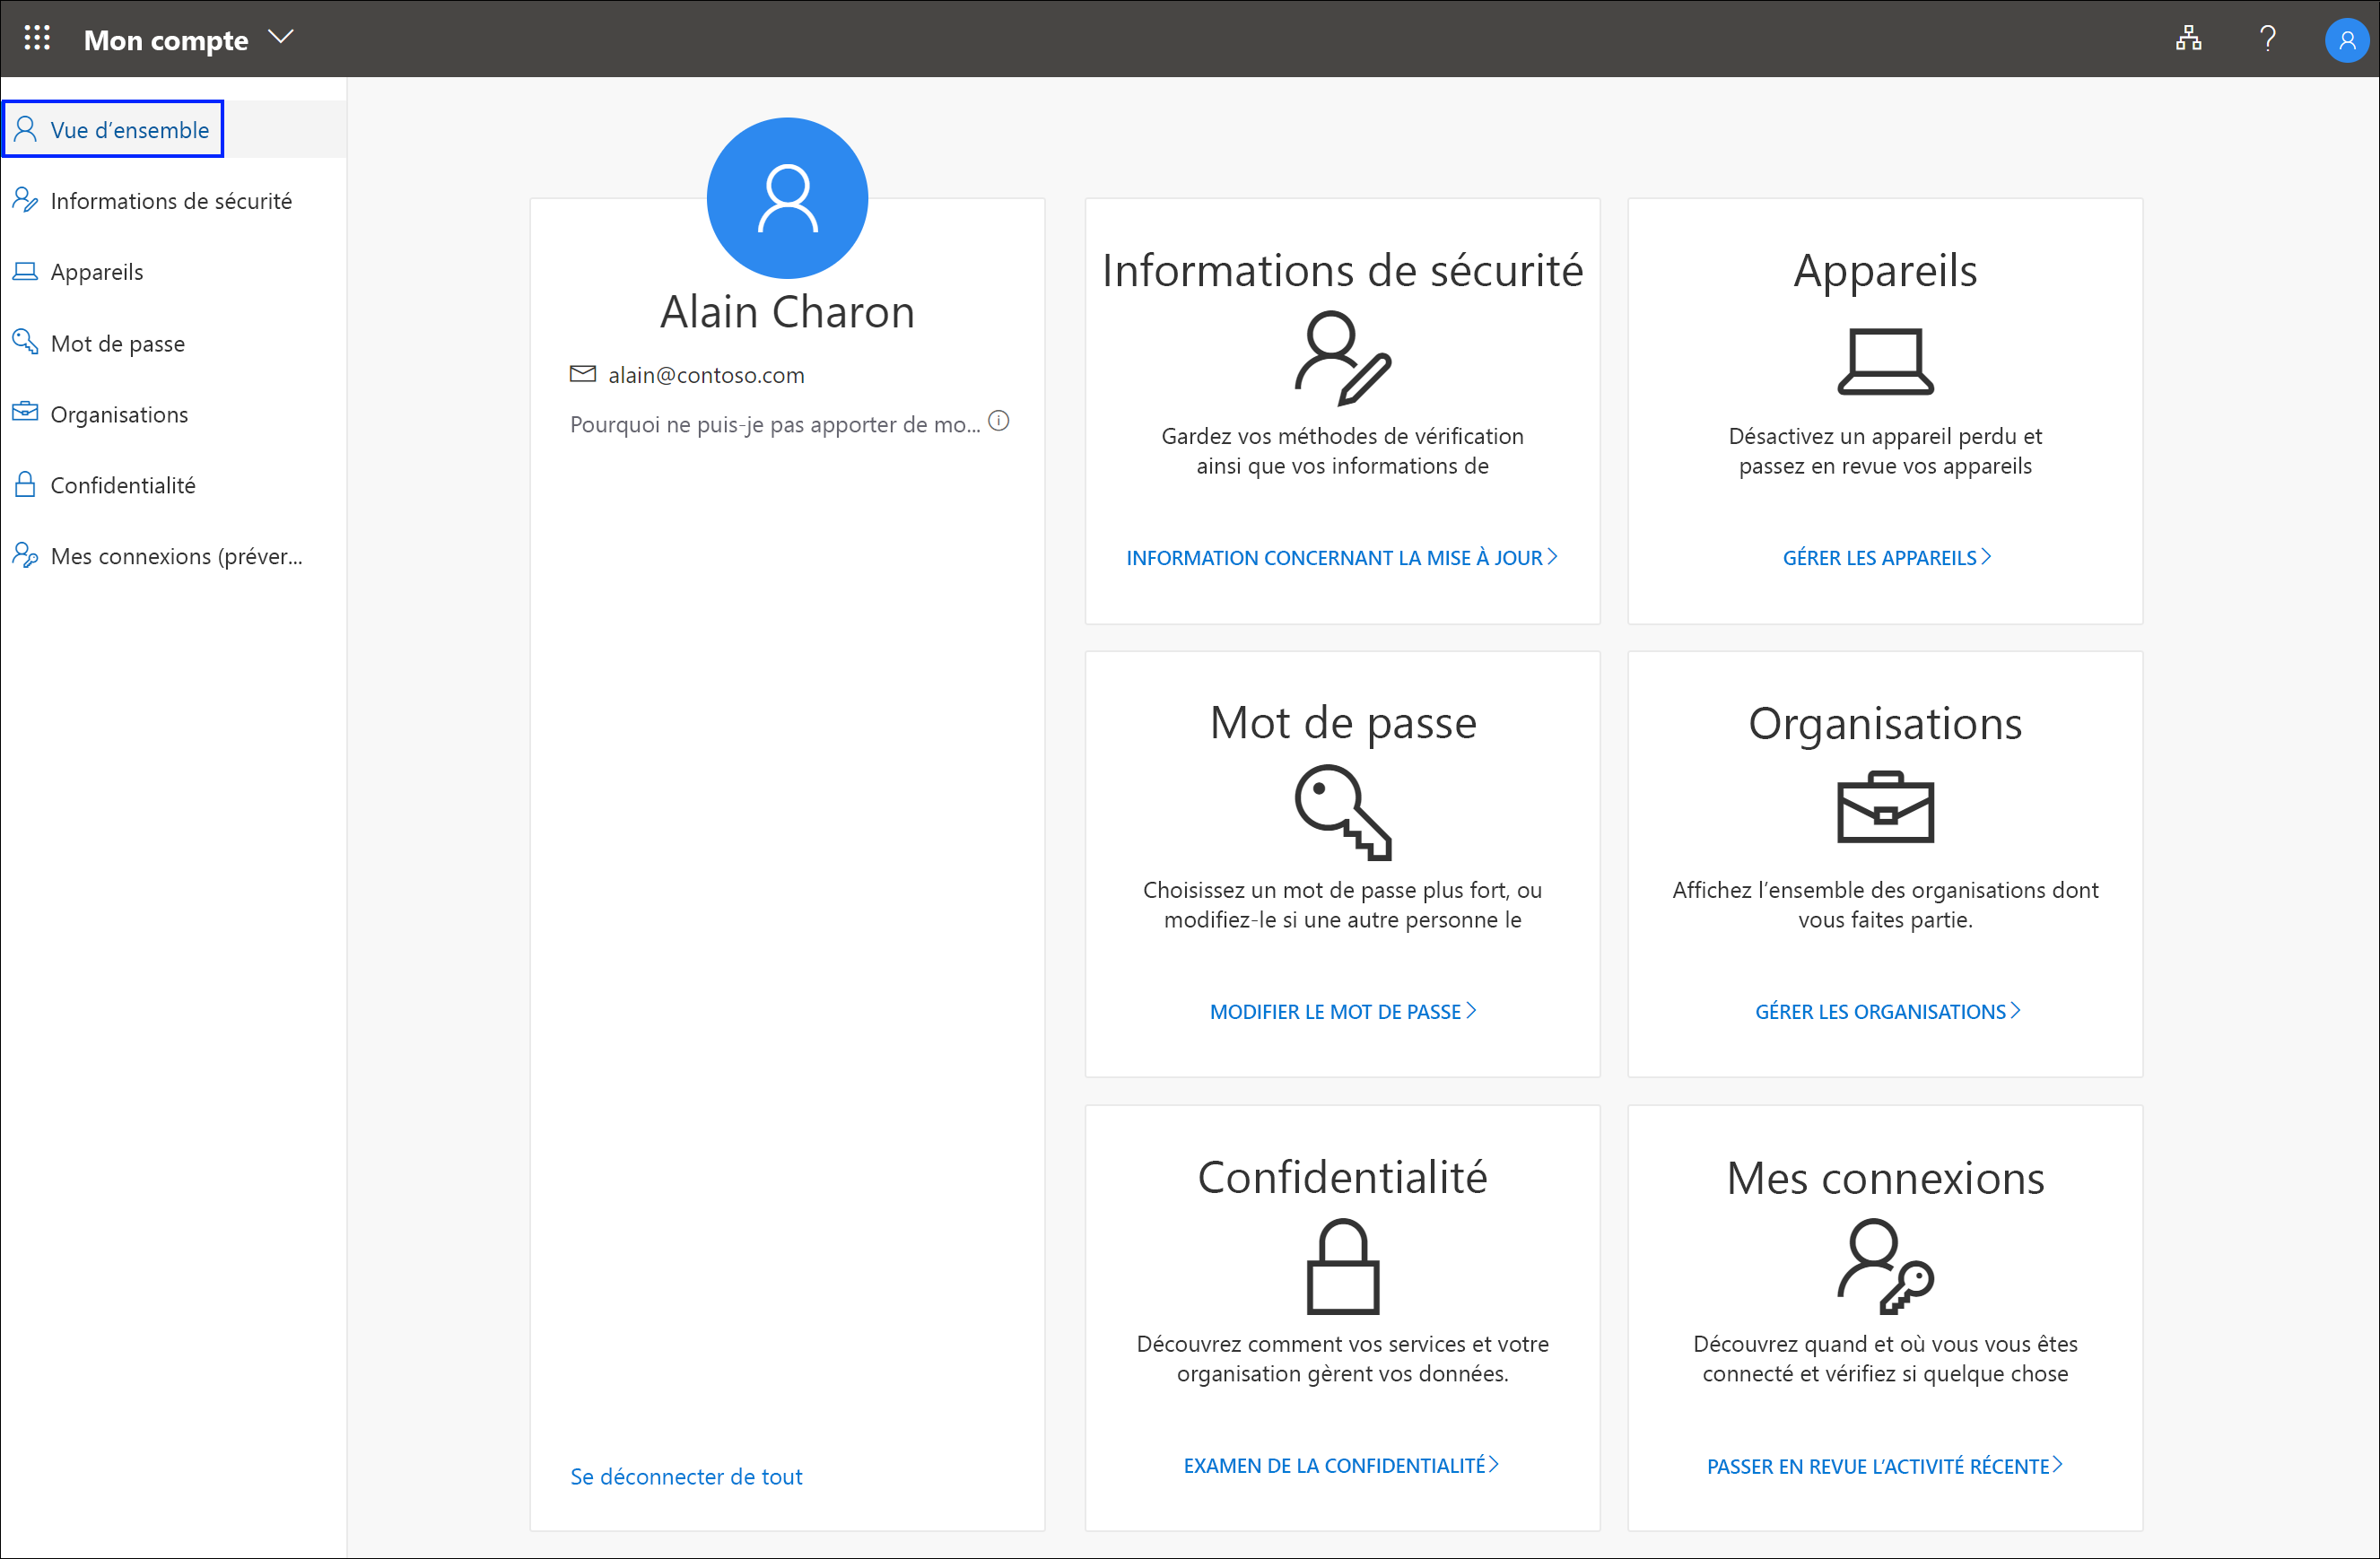 Mon compte
Vue d’ensemble
Informations de sécurité
Appareils
Mot de passe
Organisations
Confidentialité
Mes connexions (préver...
Alain Charon
alain@contoso.com
Pourquoi ne puis-je pas apporter de mo...
Se déconnecter de tout
Informations de sécurité
Gardez vos méthodes de vérification
ainsi que vos informations de
INFORMATION CONCERNANT LA MISE À JOUR
Appareils
Désactivez un appareil perdu et
passez en revue vos appareils
GÉRER LES APPAREILS
Mot de passe
Choisissez un mot de passe plus fort, ou
modifiez-le si une autre personne le
MODIFIER LE MOT DE PASSE
Organisations
Affichez l’ensemble des organisations dont
vous faites partie.
GÉRER LES ORGANISATIONS
Confidentialité
Découvrez comment vos services et votre
organisation gèrent vos données.
EXAMEN DE LA CONFIDENTIALITÉ
Mes connexions
Découvrez quand et où vous vous êtes
connecté et vérifiez si quelque chose
PASSER EN REVUE L’ACTIVITÉ RÉCENTE